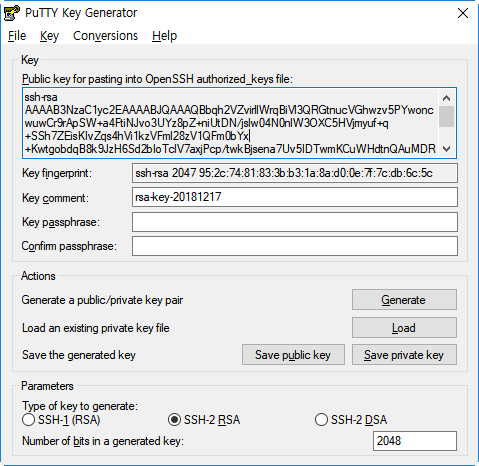 PuTTY Key Generator
File Key Conversions Help
Key
Public key for pasting into OpenSSH authorized_keys file:
ssh-rsa
AAAAB3NzaC1yc2EAAAABJQAAAQBbqh2VZvirllWrqBiVl3QRGtnucVGhwzv5PYwonc
wuwCr9rApSW+a4RtiNJvo3UYz8pZ+niUtDN/jslw04N0nlW3OXC5HVjmyuf+q
+SSh7ZEisKlvZqs4hVi1kzVFml28zV1QFm0bYx
+KwtgobdqB8k9JzH6Sd2bIoTclV7axjPcp/twkBjsena7Uv5IDTwmKCuWHdtnQAuMDR
Key fingerprint: ssh-rsa 2047 95:2c:74:81:83:3b:b3:1a:8a:d0:0e:7f:7c:db:6c:5c
Key comment: rsa-key-20181217
Key passphrase:
Confirm passphrase:
Actions
Generate a public/private key pair Generate
Load an existing private key file Load
Save the generated key Save public key Save private key
Parameters
Type of key to generate:
SSH-1 (RSA) SSH-2 RSA SSH-2 DSA
Number of bits in a generated key: 2048